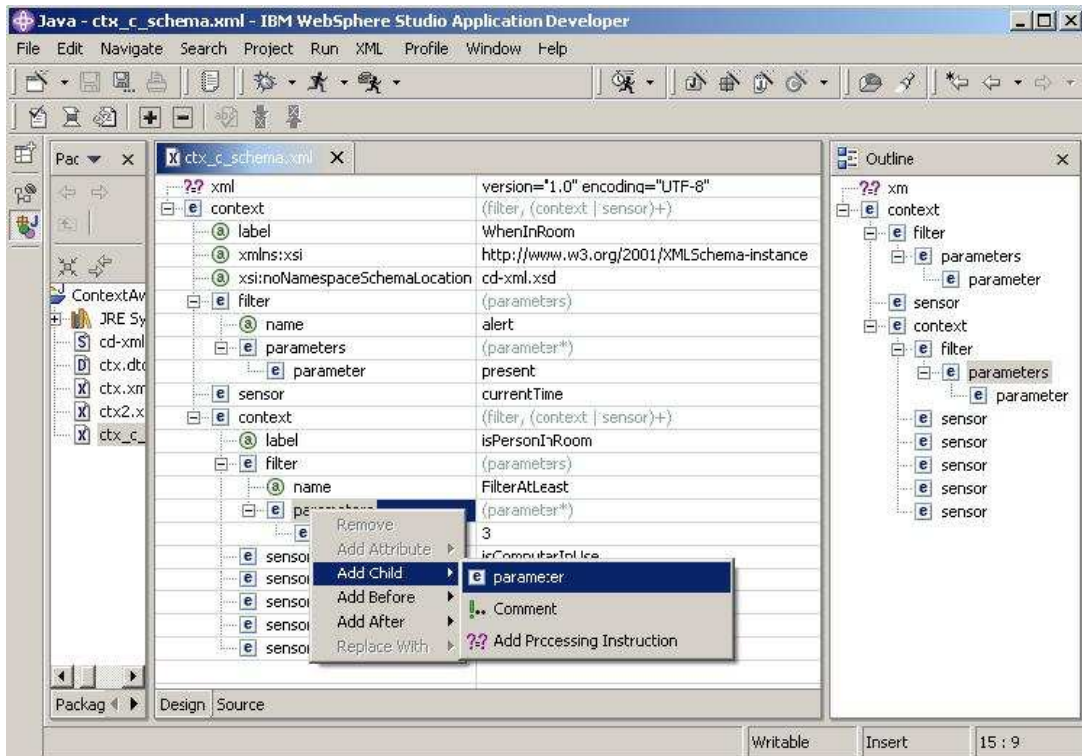 Java - ctx_c_schema.xml - IBM WebSphere Studio Application Developer
File Edit Navigate Search Project Run XML Profile Window Help
Pac
ctx_c_schema.xml
Outline
ContextAw
JRE Sy
cd-xml
ctx.dtd
ctx.xm
ctx2.x
ctx_c_
Packag
?-? xml version="1.0" encoding="UTF-8"
context (filter, (context | sensor)+)
label WhenInRoom
xmlns:xsi http://www.w3.org/2001/XMLSchema-instance
xsi:noNamespaceSchemaLocation cd-xml.xsd
filter (parameters)
name alert
parameters (parameter*)
parameter present
sensor currentTime
context (filter, (context | sensor)+)
label isPersonInRoom
filter (parameters)
name FilterAtLeast
(parameter*)
3
sensor isComputerInUse
sensor
sensor
sensor
sensor
Remove
Add Attribute
Add Child
Add Before
Add After
Replace With
parameter
Comment
?-? Add Processing Instruction
Design Source
?-? xm
context
filter
parameters
parameter
sensor
context
filter
parameters
parameter
sensor
sensor
sensor
sensor
sensor
Writable Insert 15 : 9